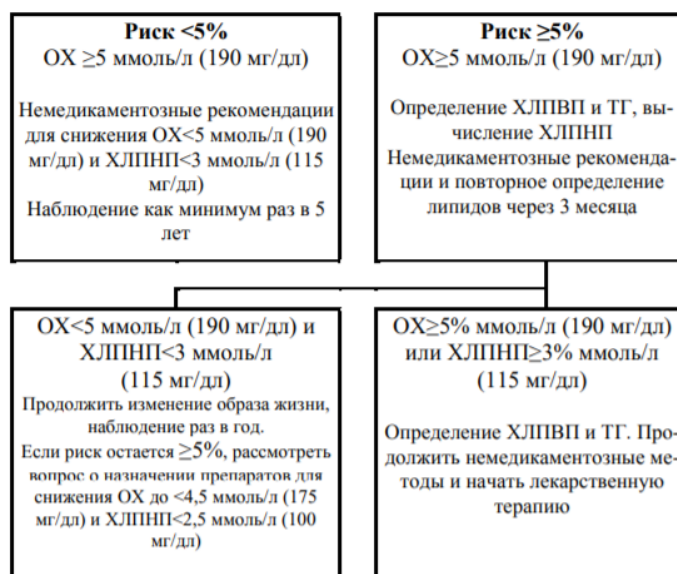 Риск <5%
ОХ ≥5 ммоль/л (190 мг/дл)
Немедикаментозные рекомендации
для снижения ОХ<5 ммоль/л (190
мг/дл) и ХЛПНП<3 ммоль/л (115
мг/дл)
Наблюдение как минимум раз в 5
лет
Риск ≥5%
ОХ≥5 ммоль/л (190 мг/дл)
Определение ХЛПВП и ТГ, вы-
числение ХЛПНП
Немедикаментозные рекоменда-
ции и повторное определение
липидов через 3 месяца
ОХ<5 ммоль/л (190 мг/дл) и
ХЛПНП<3 ммоль/л
(115 мг/дл)
Продолжить изменение образа жизни,
наблюдение раз в год.
Если риск остается ≥5%, рассмотреть
вопрос о назначении препаратов для
снижения ОХ до <4,5 ммоль/л (175
мг/дл) и ХЛПНП<2,5 ммоль/л (100
мг/дл)
ОХ≥5% ммоль/л (190 мг/дл)
или ХЛПНП≥3% ммоль/л
(115 мг/дл)
Определение ХЛПВП и ТГ. Про-
должить немедикаментозные ме-
тоды и начать лекарственную
терапию